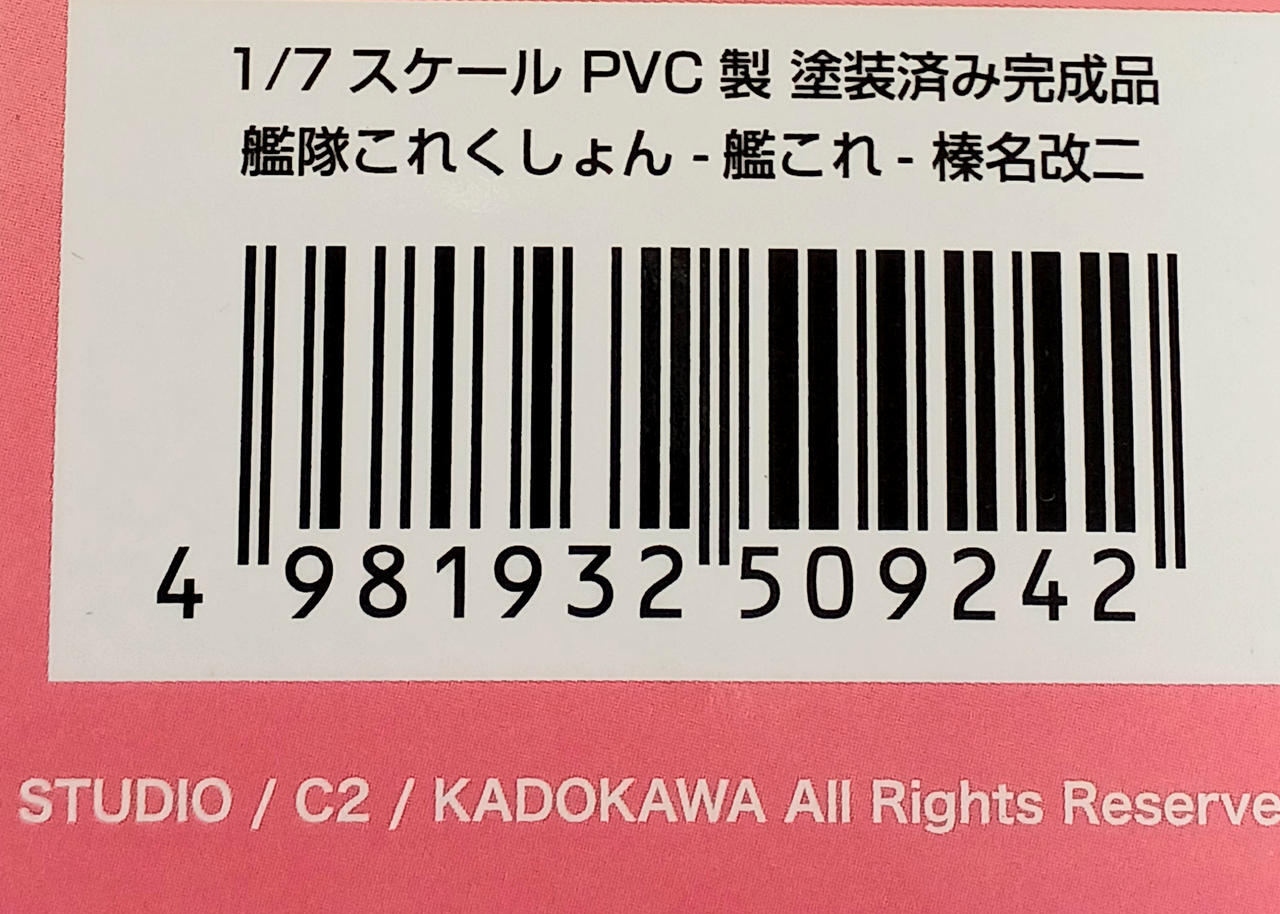 1/7 スケール PVC 製 塗装済み完成品
艦隊これくしょん - 艦これ - 榛名改二
4 981932 509242
STUDIO / C2 / KADOKAWA All Rights Reserve